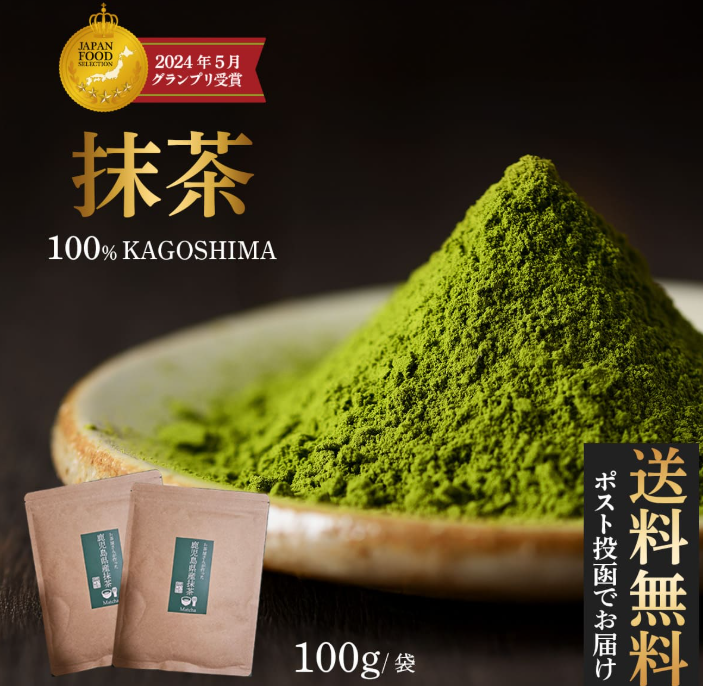 JAPAN
FOOD
SELECTION
2024年5月
グランプリ受賞
抹茶
100% KAGOSHIMA
送料無料
ポスト投函でお届け
鹿児島県産抹茶
Matcha
鹿児島県産抹茶
Matcha
100g/袋